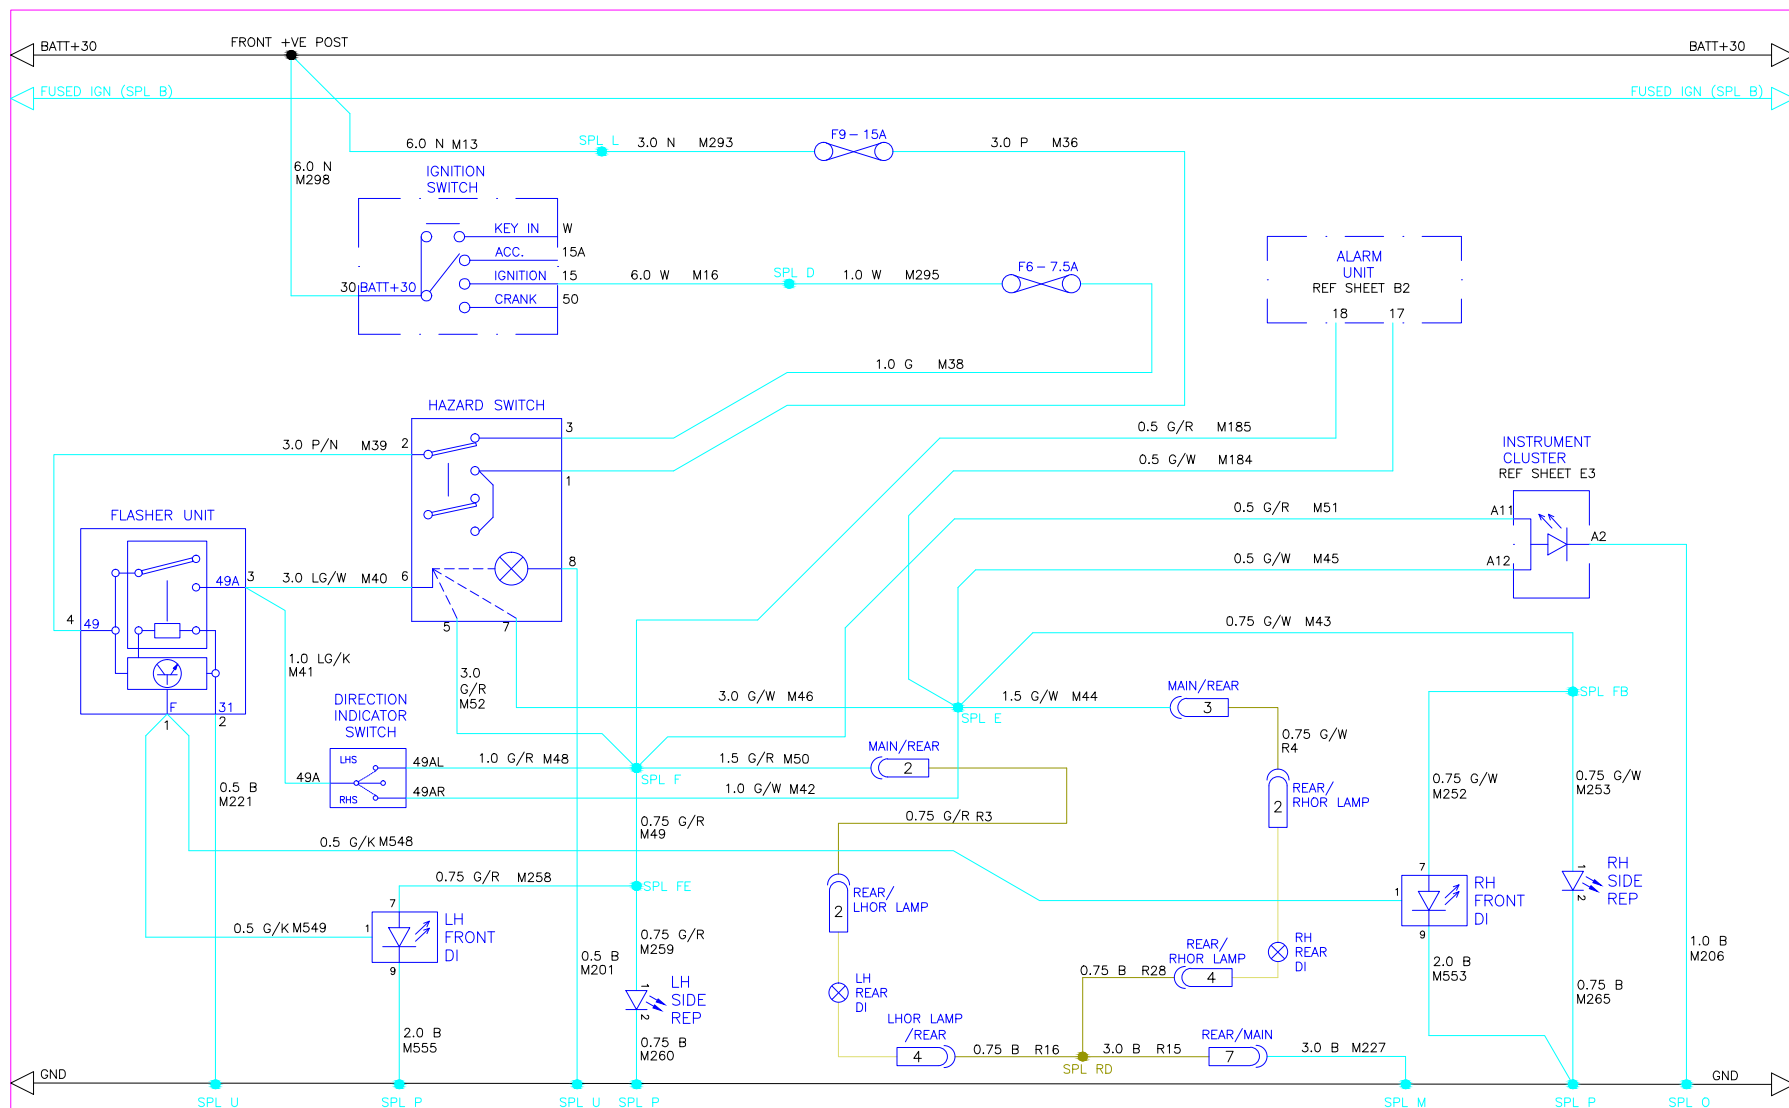 BATT+30
FRONT +VE POST
BATT+30
FUSED IGN (SPL B)
FUSED IGN (SPL B)
6.0 N M13
SPL L
3.0 N M293
F9-15A
3.0 P M36
6.0 N
M298
IGNITION
SWITCH
KEY IN
W
ACC.
15A
IGNITION
15
CRANK
50
30
BATT+30
6.0 W M16
SPL D
1.0 W M295
F6-7.5A
ALARM
UNIT
REF SHEET B2
18
17
1.0 G M38
HAZARD SWITCH
3
2
1
8
6
5
7
3.0 P/N M39
0.5 G/R M185
0.5 G/W M184
INSTRUMENT
CLUSTER
REF SHEET E3
A11
A12
A2
0.5 G/R M51
0.5 G/W M45
FLASHER UNIT
49A
3
4
49
F
31
1
2
3.0 LG/W M40
1.0 LG/K
M41
0.75 G/W M43
3.0
G/R
M52
3.0 G/W M46
SPL E
1.5 G/W M44
MAIN/REAR
3
SPL FB
DIRECTION
INDICATOR
SWITCH
LHS
RHS
49A
49AL
49AR
1.0 G/R M48
SPL F
1.5 G/R M50
MAIN/REAR
2
1.0 G/W M42
0.75 G/W
R4
REAR/
RHOR LAMP
2
0.75 G/W
M252
0.75 G/W
M253
0.5 B
M221
0.75 G/R
M49
0.75 G/R R3
0.5 G/K M548
0.75 G/R M258
SPL FE
REAR/
LHOR LAMP
2
7
1
9
RH
FRONT
DI
1
2
RH
SIDE
REP
0.5 G/K M549
7
1
9
LH
FRONT
DI
0.75 G/R
M259
0.5 B
M201
LH
REAR
DI
REAR/
RHOR LAMP
4
0.75 B R28
RH
REAR
DI
2.0 B
M553
0.75 B
M265
1.0 B
M206
1
2
LH
SIDE
REP
2.0 B
M555
0.75 B
M260
LHOR LAMP
/REAR
4
0.75 B R16
SPL RD
3.0 B R15
REAR/MAIN
7
3.0 B M227
GND
GND
SPL U
SPL P
SPL U
SPL P
SPL M
SPL P
SPL O